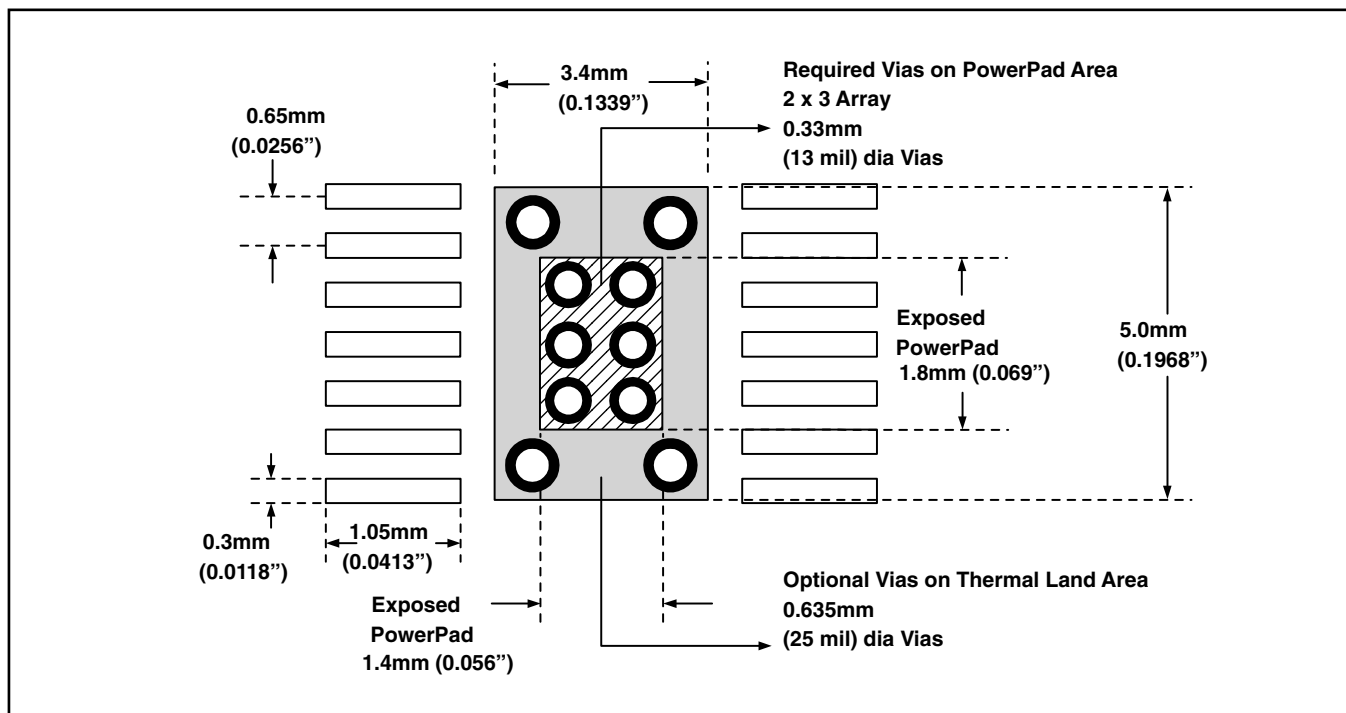 3.4mm
(0.1339”)
Required Vias on PowerPad Area
2 x 3 Array
0.33mm
(13 mil) dia Vias
0.65mm
(0.0256”)
Exposed
PowerPad
1.8mm (0.069”)
5.0mm
(0.1968”)
0.3mm
(0.0118”)
1.05mm
(0.0413”)
Exposed
PowerPad
1.4mm (0.056”)
Optional Vias on Thermal Land Area
0.635mm
(25 mil) dia Vias